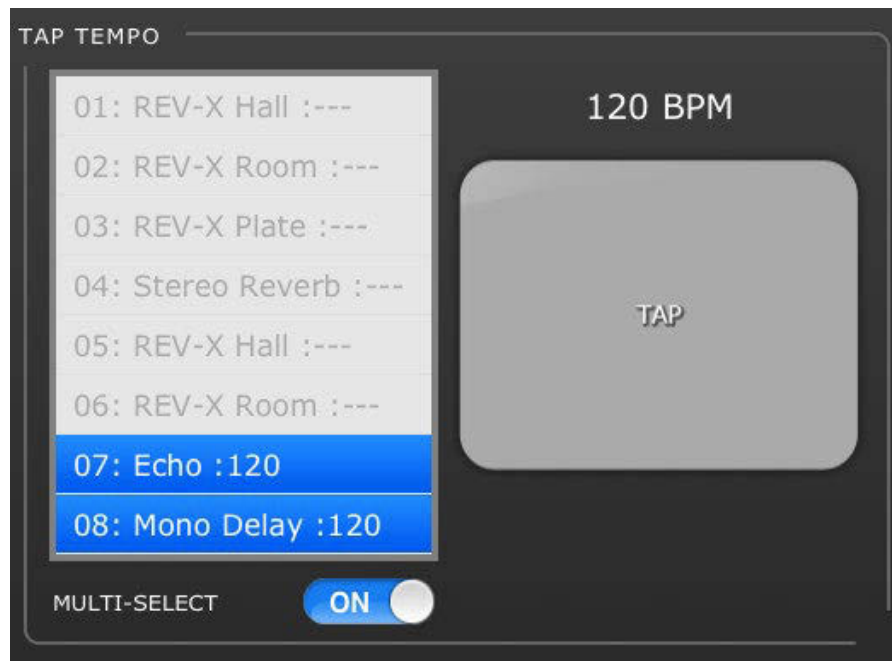 TAP TEMPO
01: REV-X Hall :---
02: REV-X Room :---
03: REV-X Plate :---
04: Stereo Reverb :---
05: REV-X Hall :---
06: REV-X Room :---
07: Echo :120
08: Mono Delay :120
MULTI-SELECT
ON
120 BPM
TAP